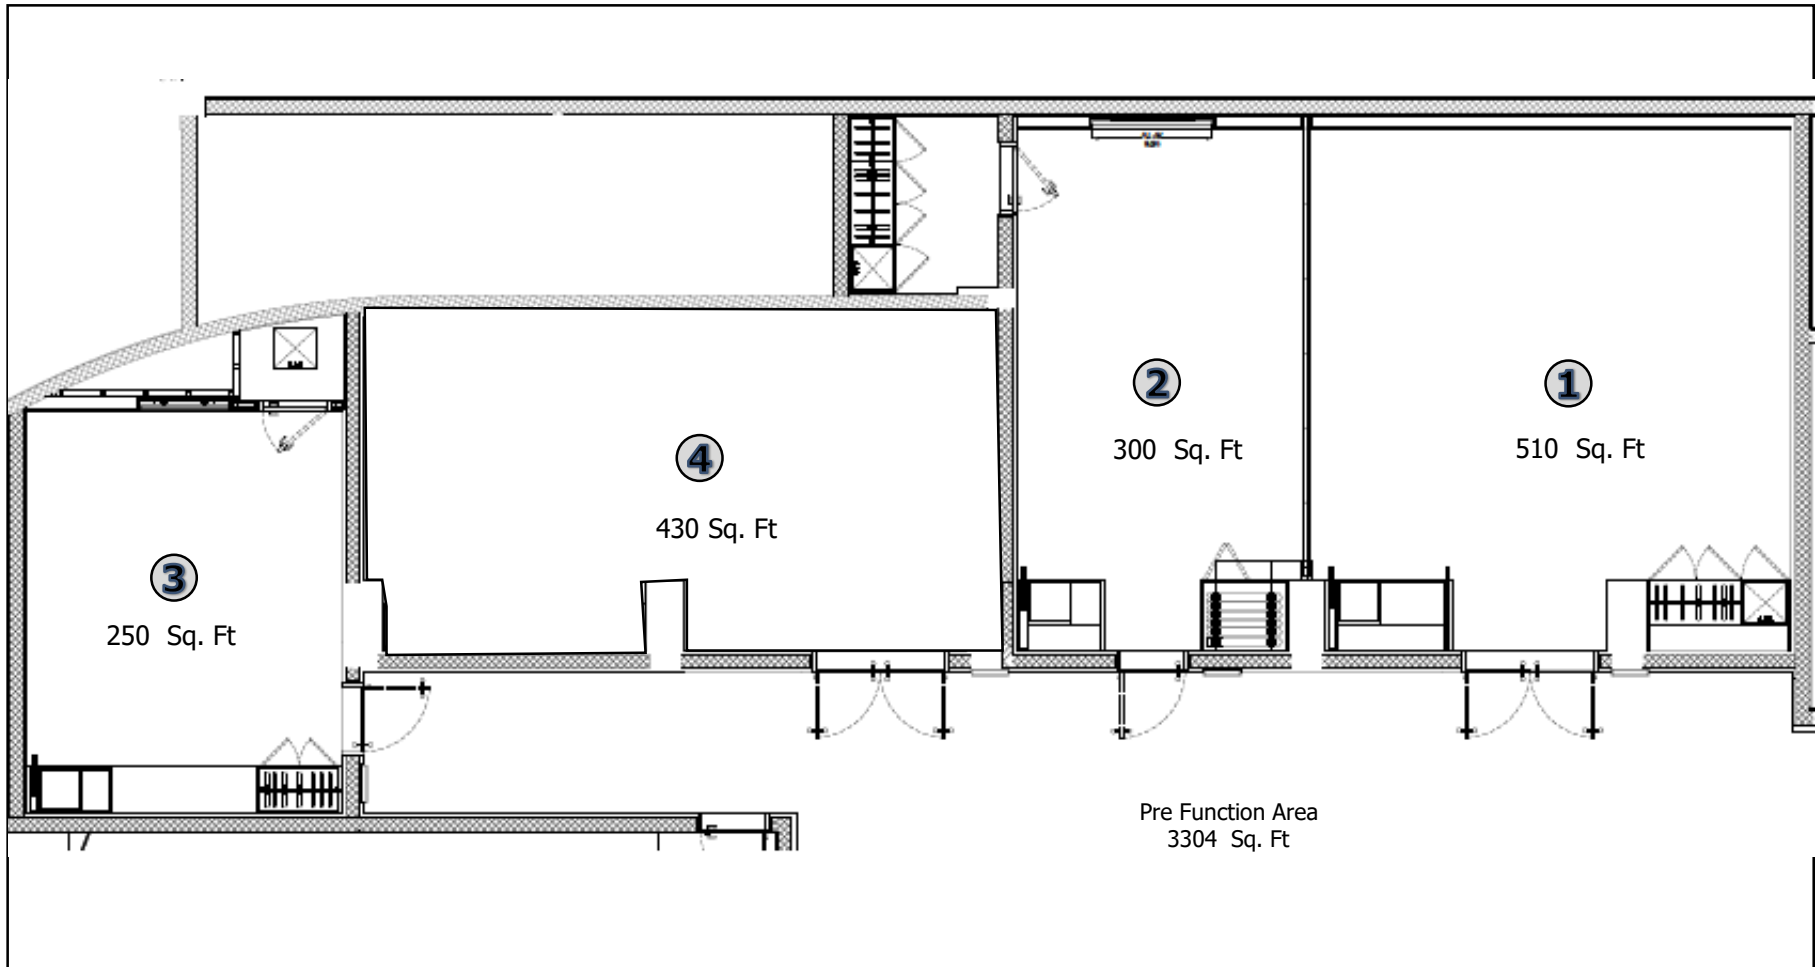 2
1
300 Sq. Ft
510 Sq. Ft
4
430 Sq. Ft
3
250 Sq. Ft
Pre Function Area
3304 Sq. Ft